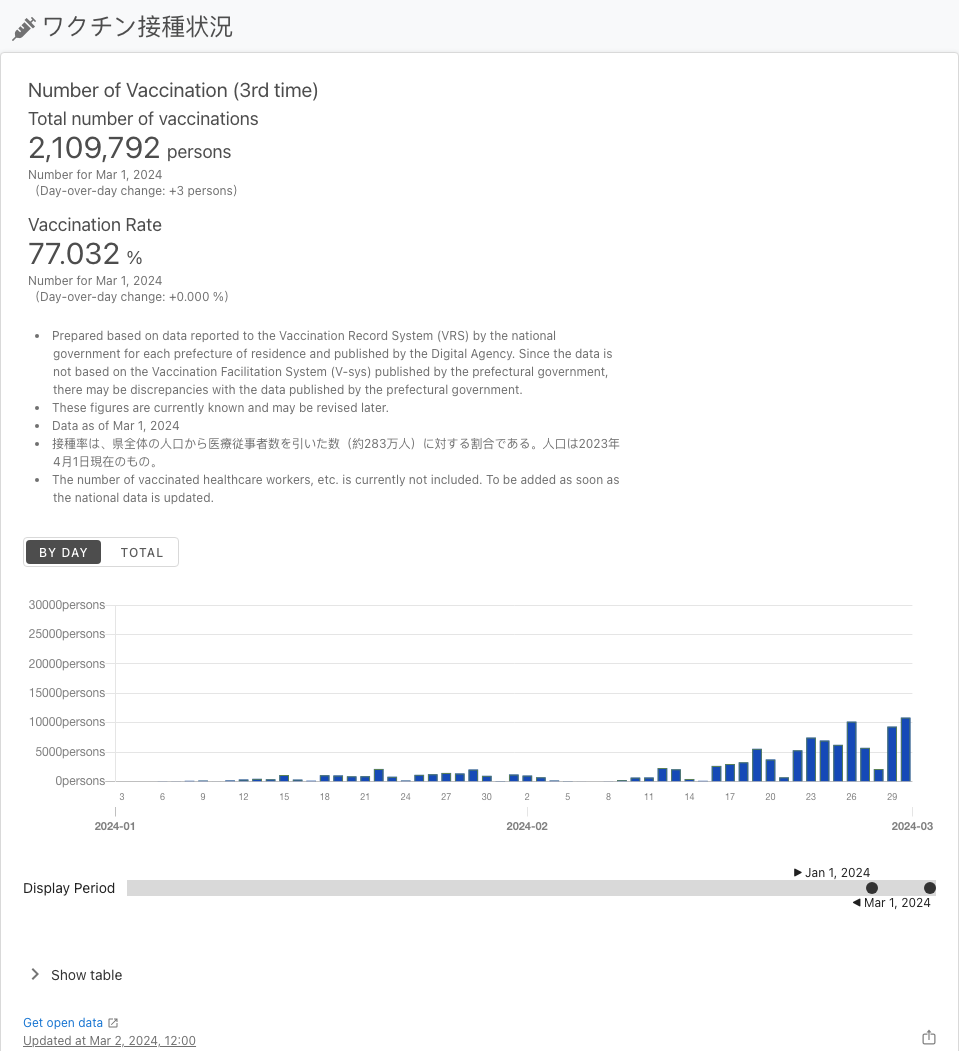 ワクチン接種状況
Number of Vaccination (3rd time)
Total number of vaccinations
2,109,792 persons
Number for Mar 1, 2024
(Day-over-day change: +3 persons)
Vaccination Rate
77.032 %
Number for Mar 1, 2024
(Day-over-day change: +0.000 %)
• Prepared based on data reported to the Vaccination Record System (VRS) by the national
government for each prefecture of residence and published by the Digital Agency. Since the data is
not based on the Vaccination Facilitation System (V-sys) published by the prefectural government,
there may be discrepancies with the data published by the prefectural government.
• These figures are currently known and may be revised later.
• Data as of Mar 1, 2024
• 接種率は、県全体の人口から医療従事者数を引いた数（約283万人）に対する割合である。人口は2023年
4月1日現在のもの。
• The number of vaccinated healthcare workers, etc. is currently not included. To be added as soon as
the national data is updated.
BY DAY TOTAL
30000persons
25000persons
20000persons
15000persons
10000persons
5000persons
0persons
3 6 9 12 15 18 21 24 27 30 2 5 8 11 14 17 20 23 26 29
2024-01 2024-02 2024-03
Jan 1, 2024
Display Period
Mar 1, 2024
Show table
Get open data
Updated at Mar 2, 2024, 12:00